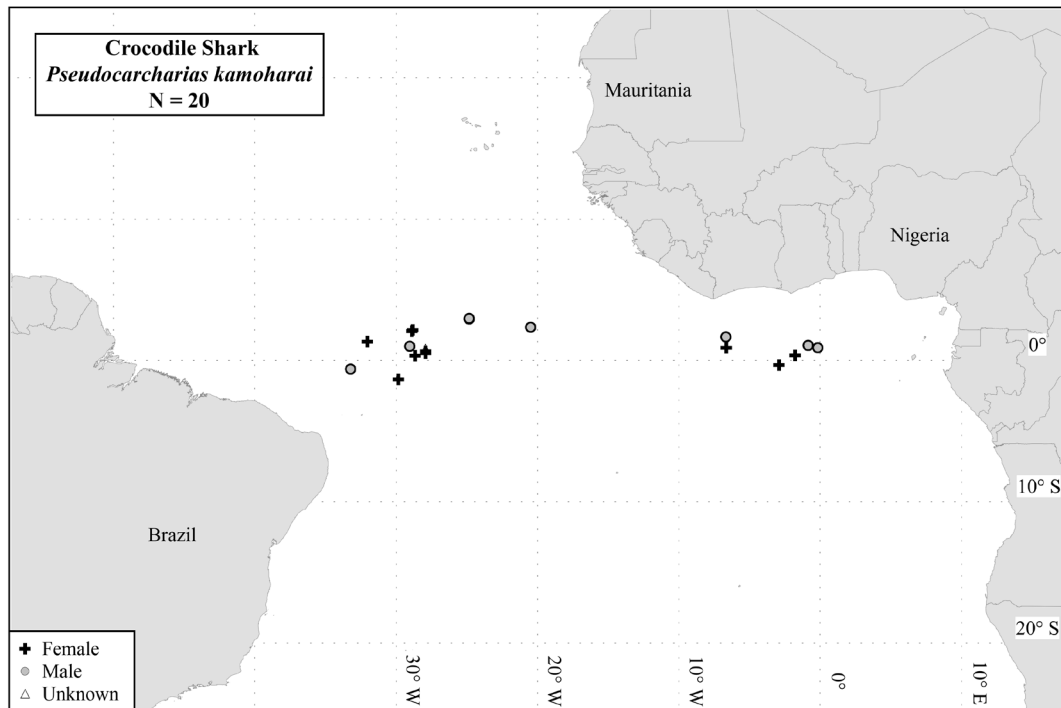 Crocodile Shark
Pseudocarcharias kamoharai
N = 20
Mauritania
Nigeria
0°
10° S
Brazil
20° S
Female
Male
Unknown
30° W
20° W
10° W
0°
10° E